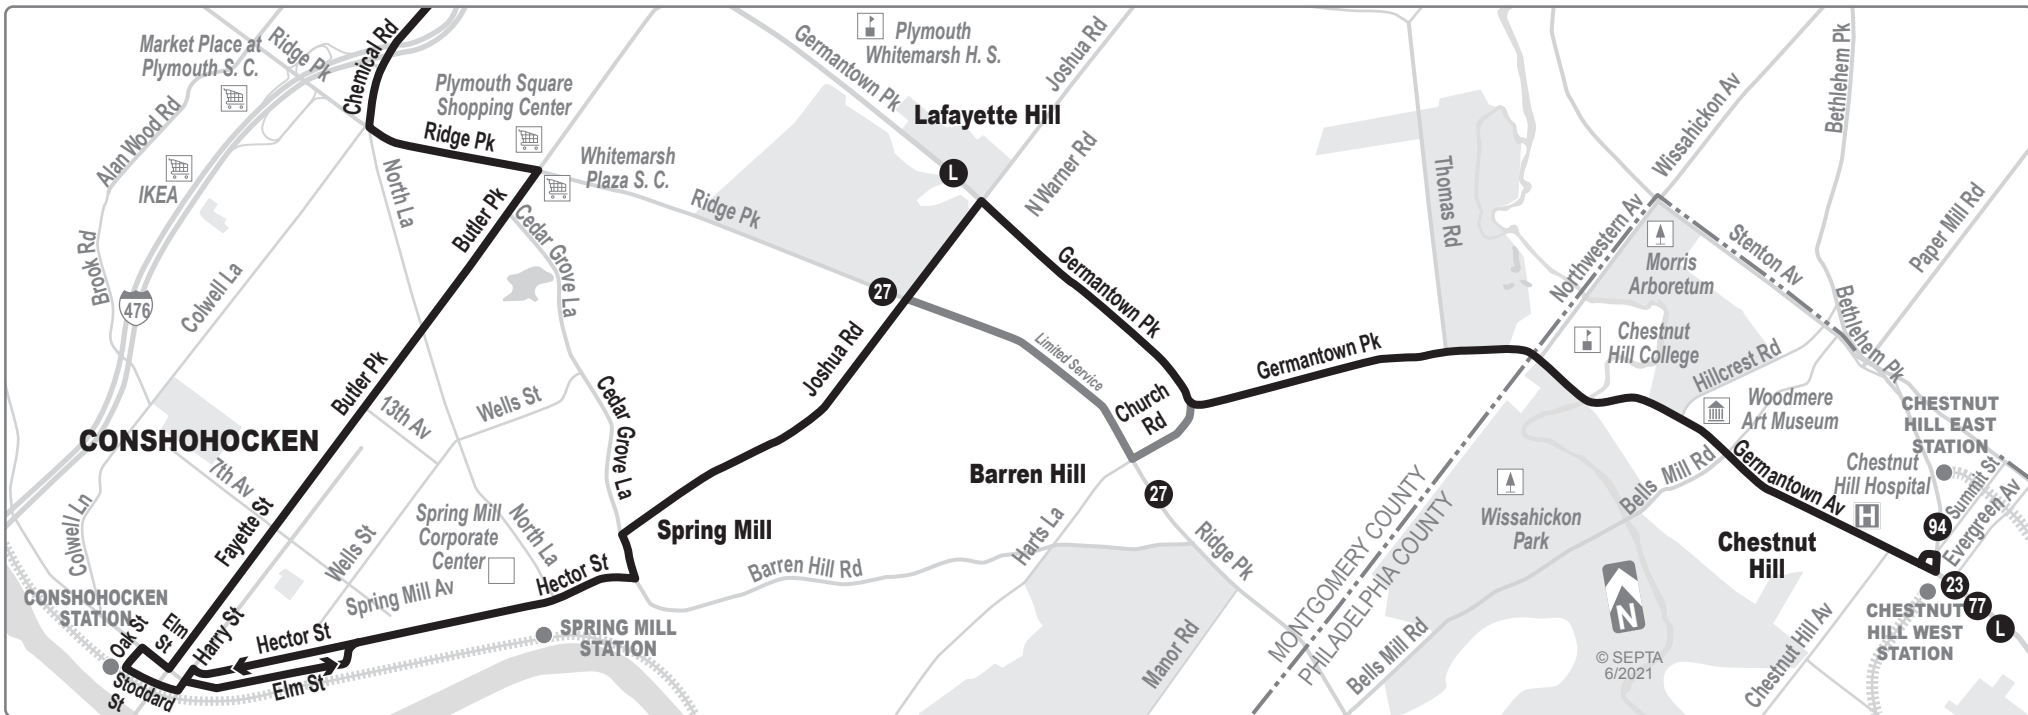 Market Place at
Plymouth S. C.
Ridge Pk
Chemical Rd
Alan Wood Rd
IKEA
Brook Rd
476
Colwell La
North La
Ridge Pk
Plymouth Square
Shopping Center
Whitemarsh
Plaza S. C.
Butler Pk
Cedar Grove La
Ridge Pk
Germantown Pk
Plymouth
Whitemarsh H. S.
Joshua Rd
Lafayette Hill
L
N Warner Rd
27
Germantown Pk
Joshua Rd
Limited Service
Church
Rd
Germantown Pk
Thomas Rd
Wissahickon Av
Bethlehem Pk
Northwestern Av
Stenton Av
Paper Mill Rd
Morris
Arboretum
Bethlehem Pk
Chestnut
Hill College
Hillcrest Rd
Woodmere
Art Museum
CHESTNUT
HILL EAST
STATION
Bells Mill Rd
Germantown Av
Chestnut
Hill Hospital
H
Summit St
Evergreen Av
94
Chestnut
Hill
23
77
L
CHESTNUT
HILL WEST
STATION
Chestnut Hill Av
Wissahickon
Park
N
© SEPTA
6/2021
Bells Mill Rd
MONTGOMERY COUNTY
PHILADELPHIA COUNTY
Barren Hill
27
Ridge Pk
Harts La
Barren Hill Rd
Manor Rd
Spring Mill
Cedar Grove La
Butler Pk
13th Av
Wells St
CONSHOHOCKEN
7th Av
Colwell Ln
Fayette St
Wells St
Spring Mill
Corporate
Center
North La
Spring Mill Av
Hector St
SPRING MILL
STATION
CONSHOHOCKEN
STATION
Oak St
Elm
St
Harry St
Hector St
Elm St
Stoddard
St